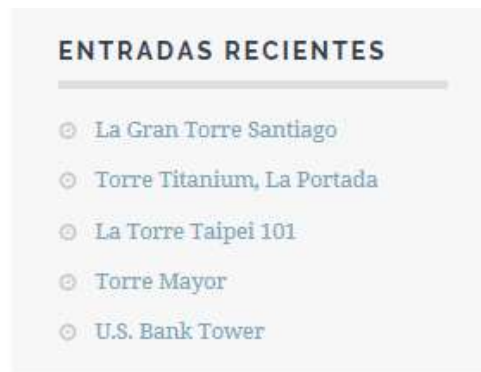 ENTRADAS RECIENTES
La Gran Torre Santiago
Torre Titanium, La Portada
La Torre Taipei 101
Torre Mayor
U.S. Bank Tower